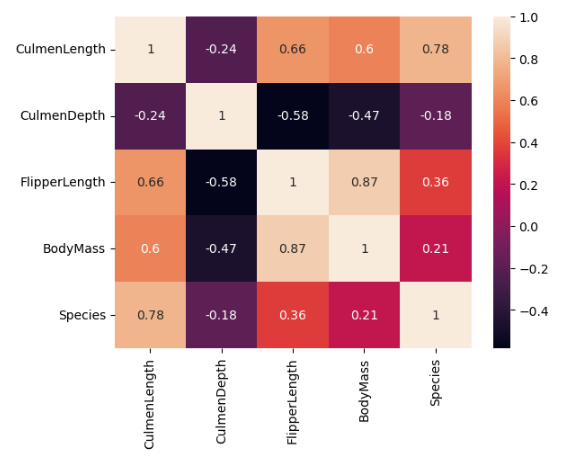 CulmenLength 1 -0.24 0.66 0.6 0.78
CulmenDepth -0.24 1 -0.58 -0.47 -0.18
FlipperLength 0.66 -0.58 1 0.87 0.36
BodyMass 0.6 -0.47 0.87 1 0.21
Species 0.78 -0.18 0.36 0.21 1
CulmenLength
CulmenDepth
FlipperLength
BodyMass
Species
1.0
0.8
0.6
0.4
0.2
0.0
−0.2
−0.4